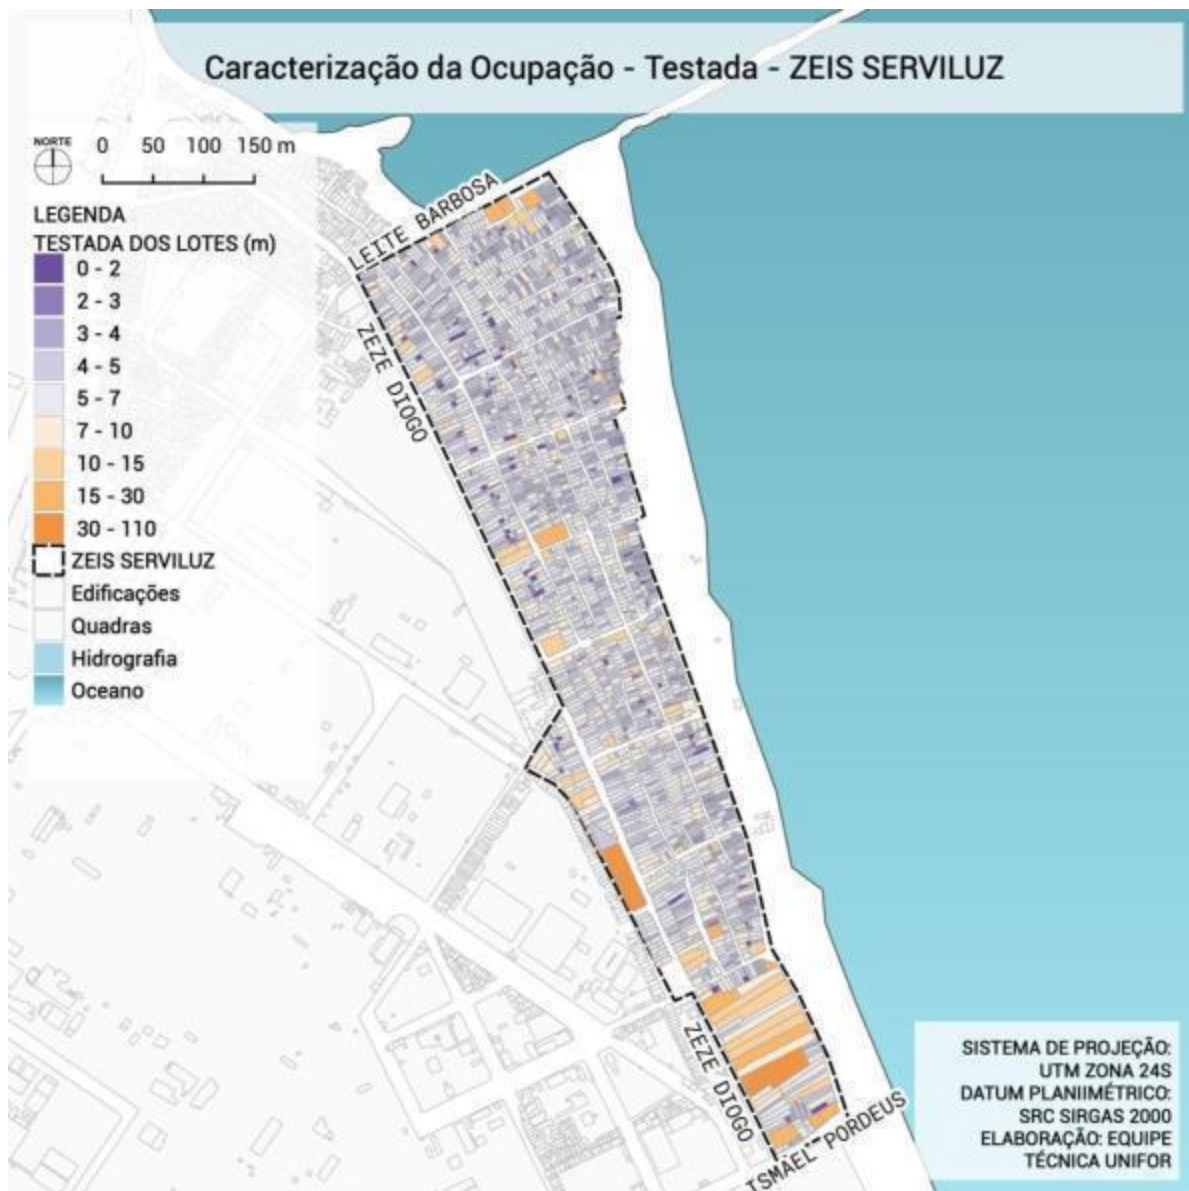 Caracterização da Ocupação - Testada - ZEIS SERVILUZ
NORTE
0 50 100 150 m
LEGENDA
TESTADA DOS LOTES (m)
0 - 2
2 - 3
3 - 4
4 - 5
5 - 7
7 - 10
10 - 15
15 - 30
30 - 110
ZEIS SERVILUZ
Edificações
Quadras
Hidrografia
Oceano
LEITE BARBOSA
ZEZE DIOGO
ZEZE DIOGO
ISMAEL PORDEUS
SISTEMA DE PROJEÇÃO:
UTM ZONA 24S
DATUM PLANIIMÉTRICO:
SRC SIRGAS 2000
ELABORAÇÃO: EQUIPE
TÉCNICA UNIFOR